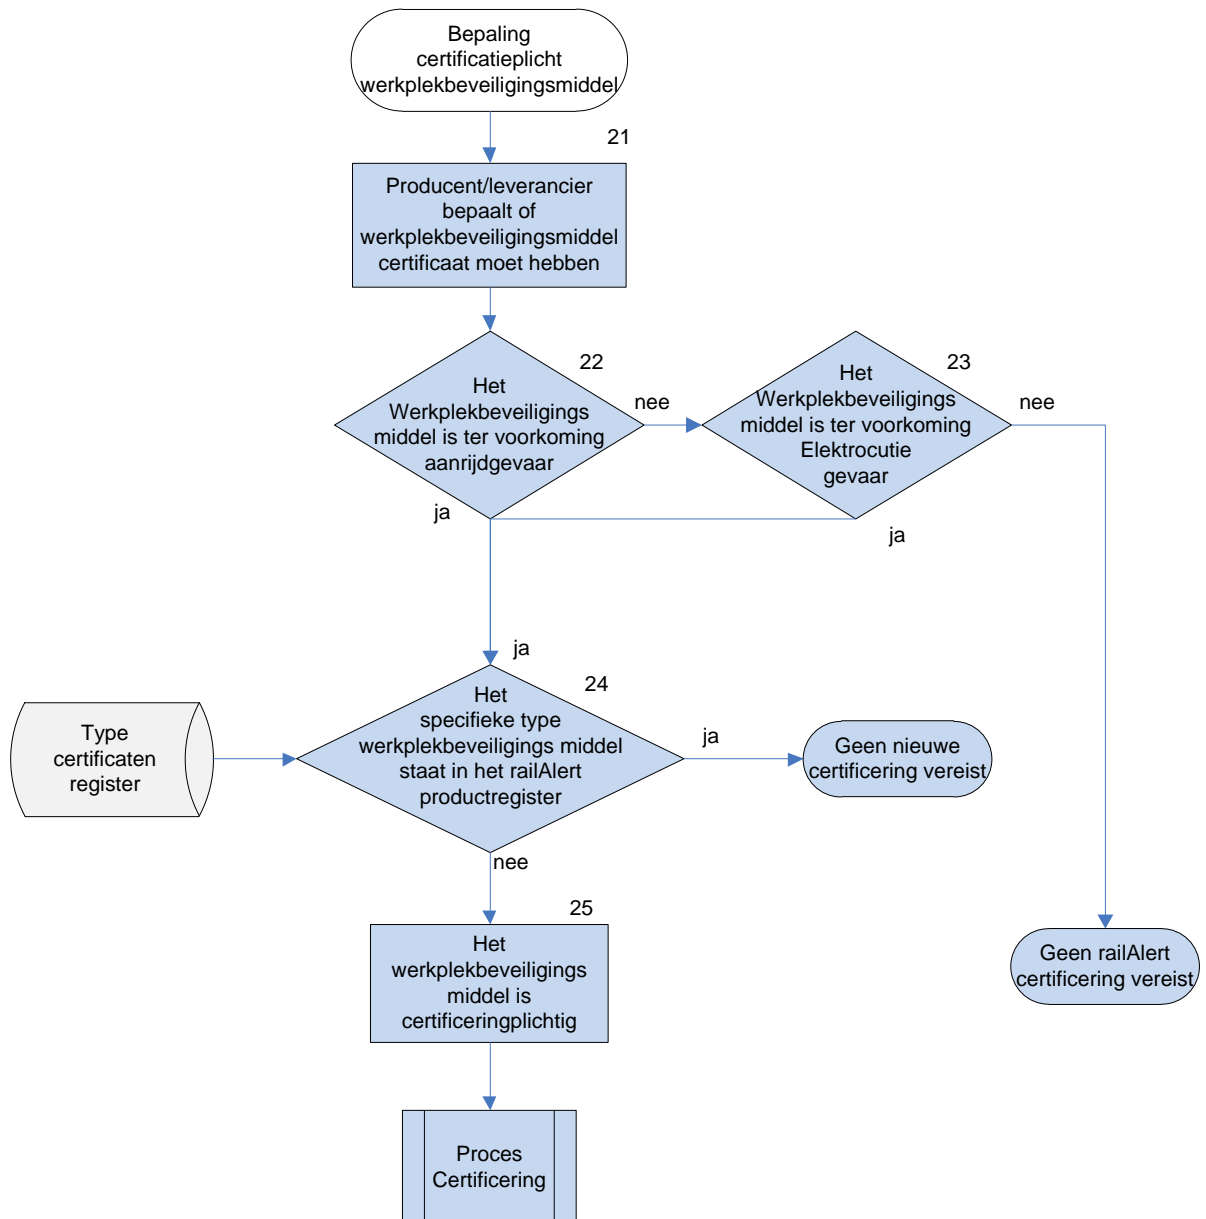 Bepaling
certificatieplicht
werkplekbeveiligingsmiddel
21
Producent/leverancier
bepaalt of
werkplekbeveiligingsmiddel
certificaat moet hebben
22
Het
Werkplekbeveiligings
middel is ter voorkoming
aanrijdgevaar
nee
ja
23
Het
Werkplekbeveiligings
middel is ter voorkoming
Elektrocutie
gevaar
nee
ja
ja
24
Het
specifieke type
werkplekbeveiligings middel
staat in het railAlert
productregister
Type
certificaten
register
ja
Geen nieuwe
certificering vereist
nee
25
Het
werkplekbeveiligings
middel is
certificeringplichtig
Geen railAlert
certificering vereist
Proces
Certificering